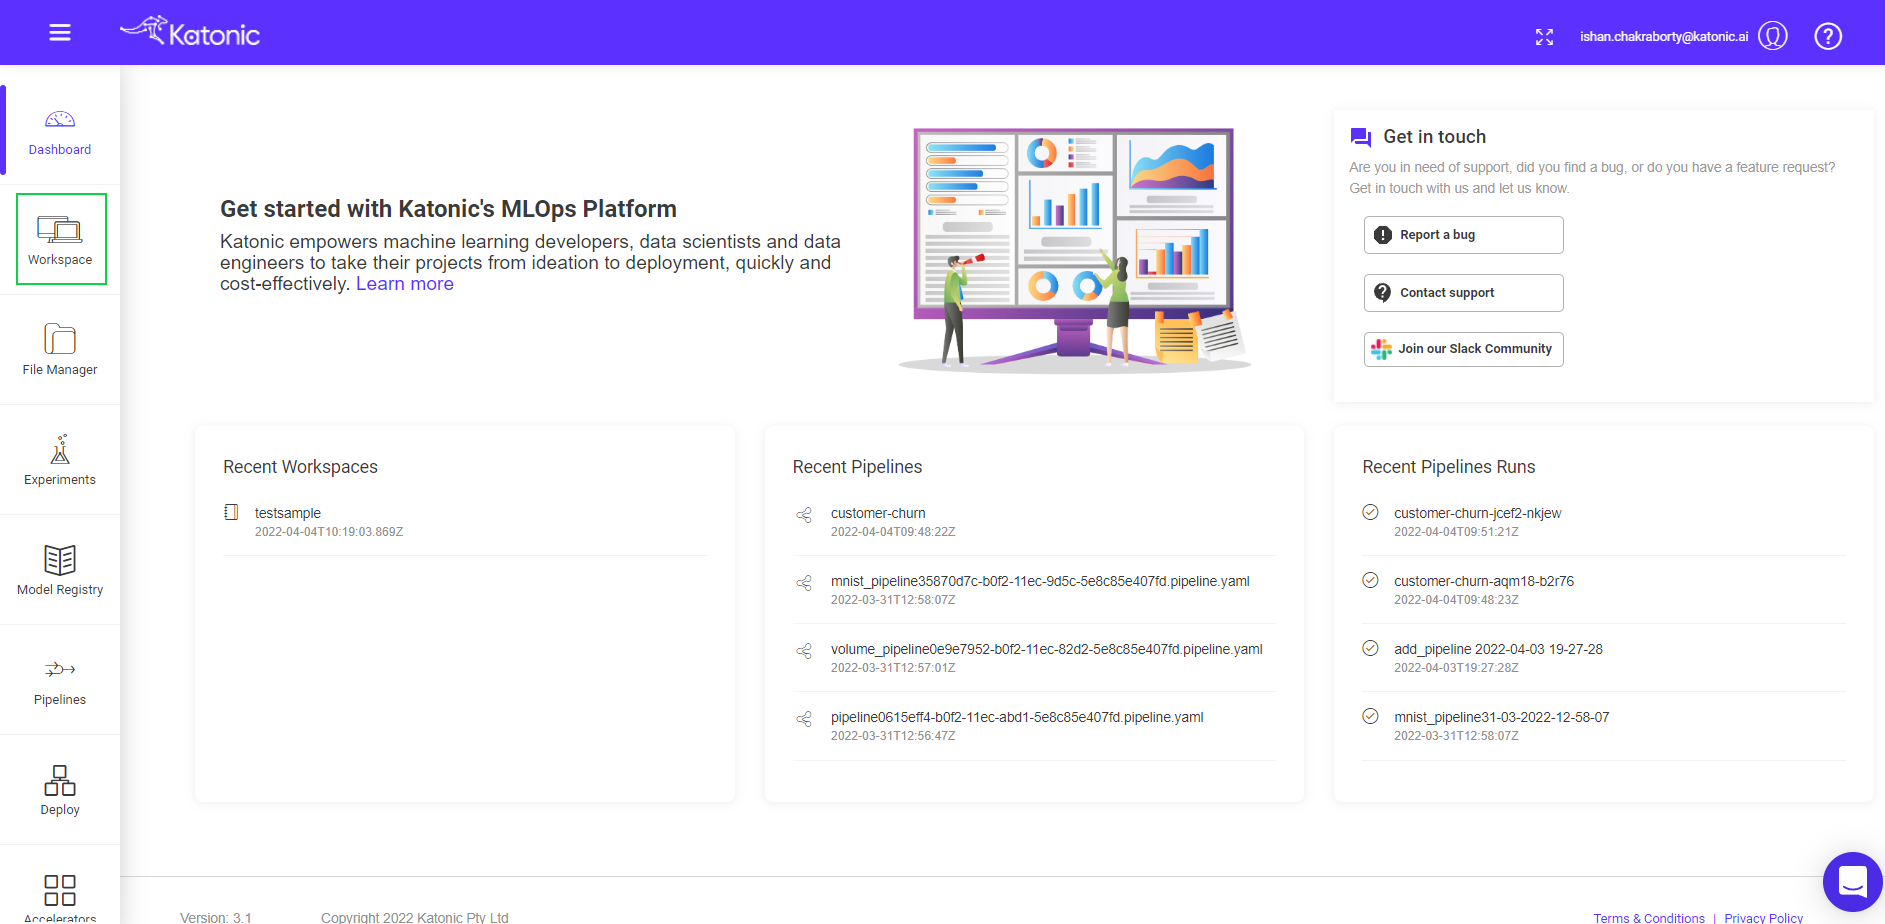 Katonic
ishan.chakraborty@katonic.ai
?
Dashboard
Workspace
File Manager
Experiments
Model Registry
Pipelines
Deploy
Accelerators
Get started with Katonic's MLOps Platform
Katonic empowers machine learning developers, data scientists and data
engineers to take their projects from ideation to deployment, quickly and
cost-effectively. Learn more
Get in touch
Are you in need of support, did you find a bug, or do you have a feature request?
Get in touch with us and let us know.
Report a bug
Contact support
Join our Slack Community
Recent Workspaces
testsample
2022-04-04T10:19:03.869Z
Recent Pipelines
customer-churn
2022-04-04T09:48:22Z
mnist_pipeline35870d7c-b0f2-11ec-9d5c-5e8c85e407fd.pipeline.yaml
2022-03-31T12:58:07Z
volume_pipeline0e9e7952-b0f2-11ec-82d2-5e8c85e407fd.pipeline.yaml
2022-03-31T12:57:01Z
pipeline0615eff4-b0f2-11ec-abd1-5e8c85e407fd.pipeline.yaml
2022-03-31T12:56:47Z
Recent Pipelines Runs
customer-churn-jcef2-nkjew
2022-04-04T09:51:21Z
customer-churn-aqm18-b2r76
2022-04-04T09:48:23Z
add_pipeline 2022-04-03 19-27-28
2022-04-03T19:27:28Z
mnist_pipeline31-03-2022-12-58-07
2022-03-31T12:58:07Z
Version: 3.1
Copyright 2022 Katonic Pty Ltd
Terms & Conditions | Privacy Policy